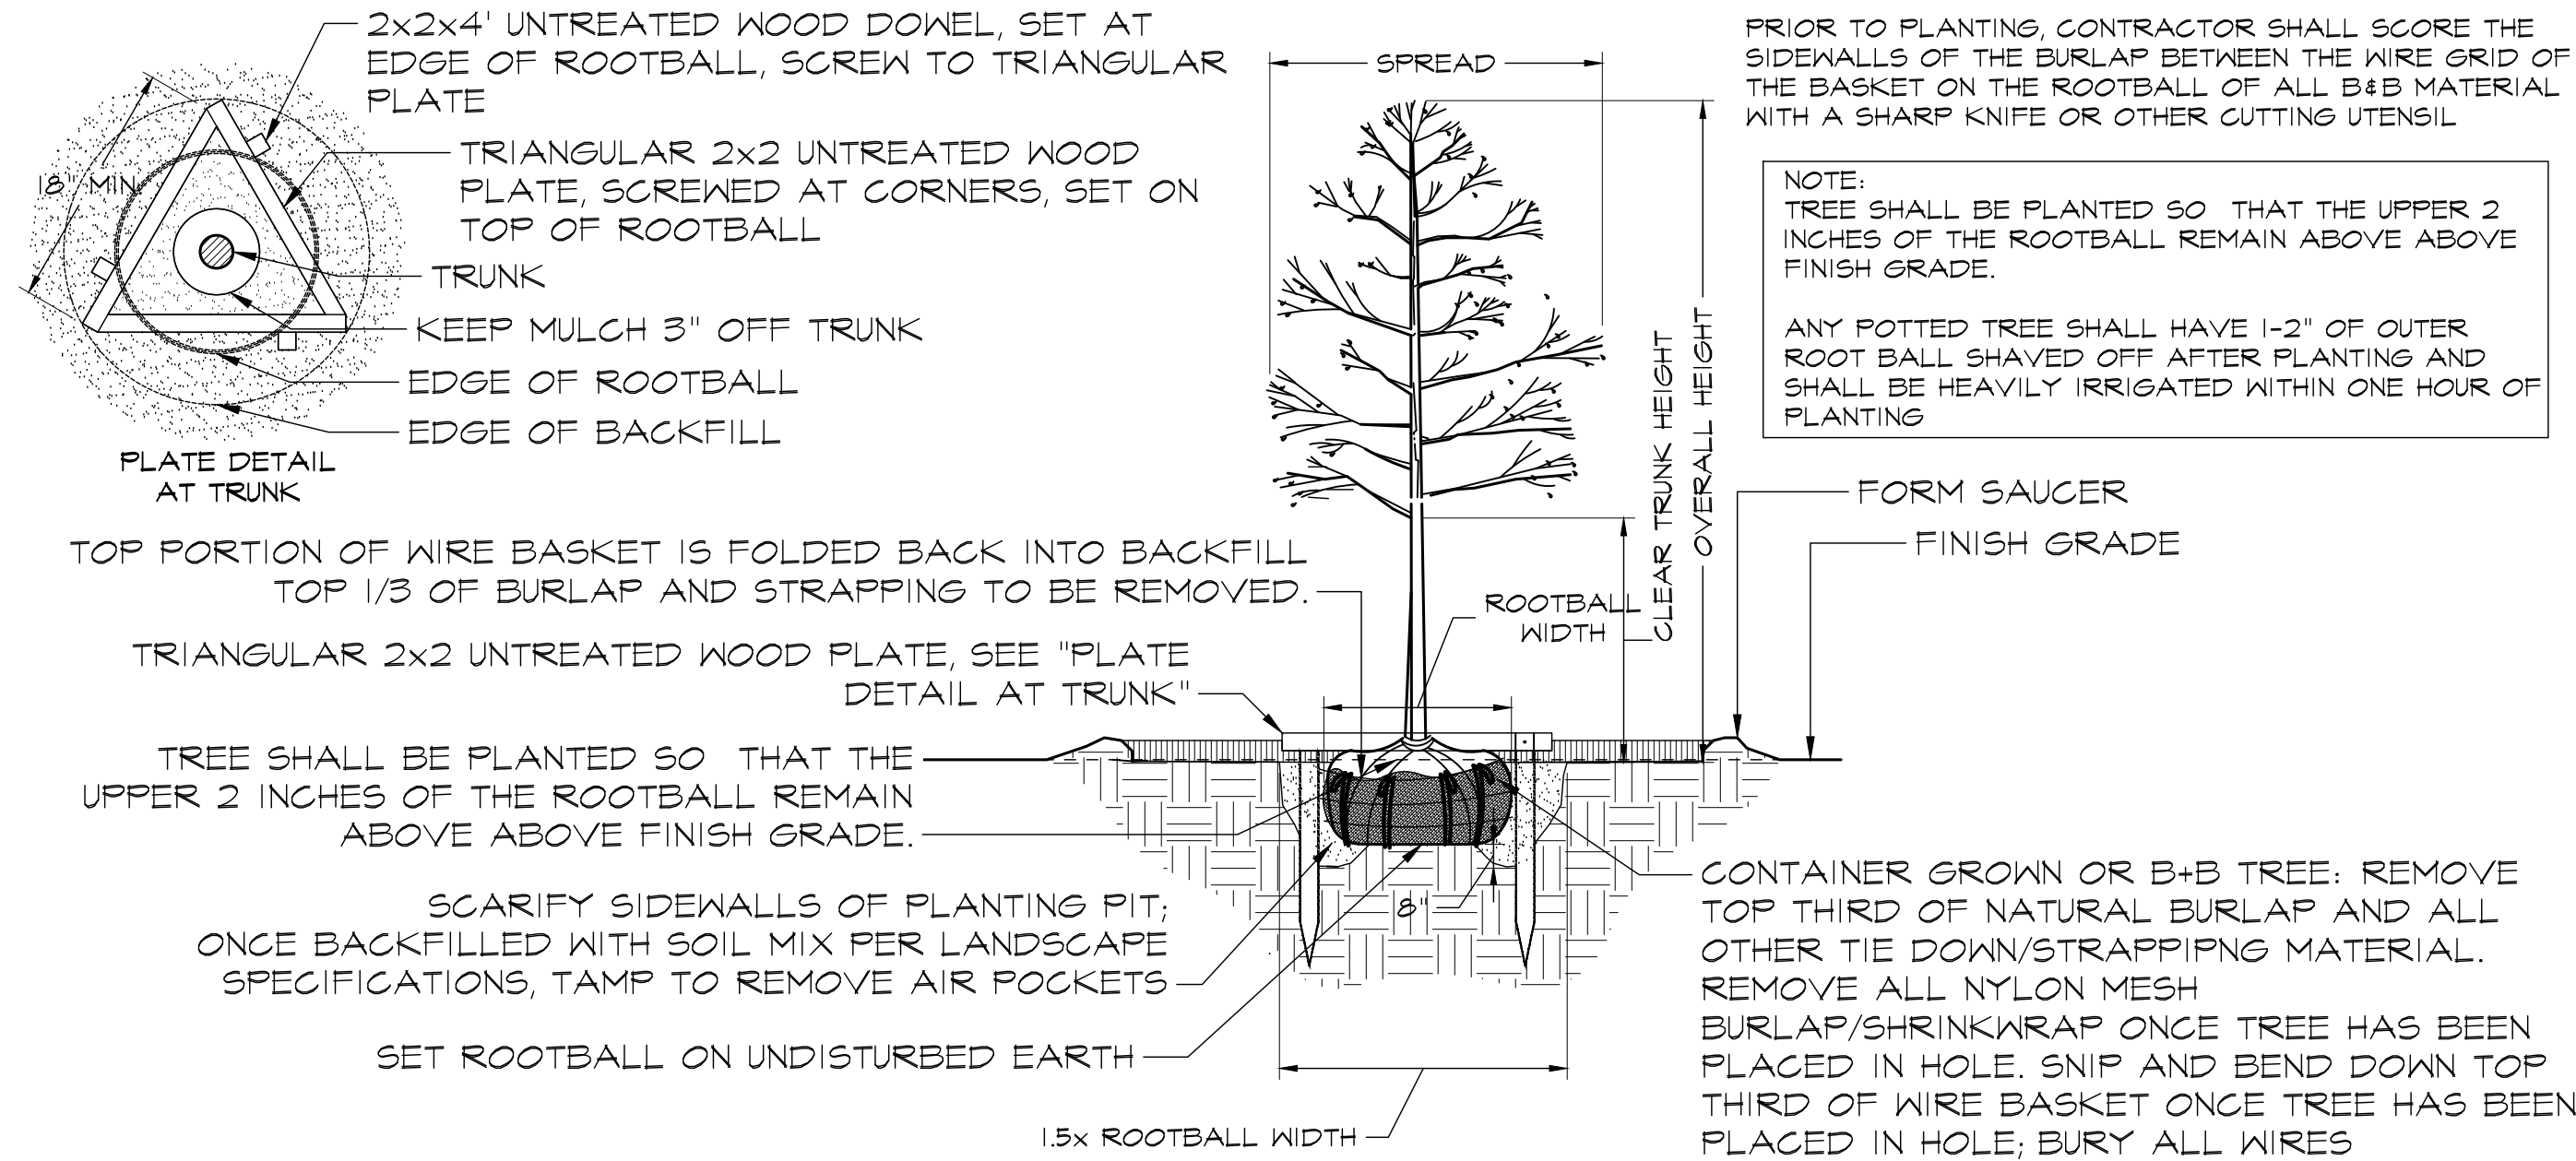 2x2x4' UNTREATED WOOD DOWEL, SET AT
EDGE OF ROOTBALL, SCREW TO TRIANGULAR
PLATE
TRIANGULAR 2x2 UNTREATED WOOD
PLATE, SCREWED AT CORNERS, SET ON
TOP OF ROOTBALL
18" MIN.
TRUNK
KEEP MULCH 3" OFF TRUNK
EDGE OF ROOTBALL
EDGE OF BACKFILL
PLATE DETAIL
AT TRUNK
SPREAD
PRIOR TO PLANTING, CONTRACTOR SHALL SCORE THE
SIDEWALLS OF THE BURLAP BETWEEN THE WIRE GRID OF
THE BASKET ON THE ROOTBALL OF ALL B&B MATERIAL
WITH A SHARP KNIFE OR OTHER CUTTING UTENSIL
NOTE:
TREE SHALL BE PLANTED SO THAT THE UPPER 2
INCHES OF THE ROOTBALL REMAIN ABOVE ABOVE
FINISH GRADE.
ANY POTTED TREE SHALL HAVE 1-2" OF OUTER
ROOT BALL SHAVED OFF AFTER PLANTING AND
SHALL BE HEAVILY IRRIGATED WITHIN ONE HOUR OF
PLANTING
CLEAR TRUNK HEIGHT
OVERALL HEIGHT
FORM SAUCER
FINISH GRADE
TOP PORTION OF WIRE BASKET IS FOLDED BACK INTO BACKFILL
TOP 1/3 OF BURLAP AND STRAPPING TO BE REMOVED.
ROOTBALL
WIDTH
TRIANGULAR 2x2 UNTREATED WOOD PLATE, SEE "PLATE
DETAIL AT TRUNK"
TREE SHALL BE PLANTED SO THAT THE
UPPER 2 INCHES OF THE ROOTBALL REMAIN
ABOVE ABOVE FINISH GRADE.
SCARIFY SIDEWALLS OF PLANTING PIT;
ONCE BACKFILLED WITH SOIL MIX PER LANDSCAPE
SPECIFICATIONS, TAMP TO REMOVE AIR POCKETS
8"
SET ROOTBALL ON UNDISTURBED EARTH
1.5x ROOTBALL WIDTH
CONTAINER GROWN OR B+B TREE: REMOVE
TOP THIRD OF NATURAL BURLAP AND ALL
OTHER TIE DOWN/STRAPPIPNG MATERIAL.
REMOVE ALL NYLON MESH
BURLAP/SHRINKWRAP ONCE TREE HAS BEEN
PLACED IN HOLE. SNIP AND BEND DOWN TOP
THIRD OF WIRE BASKET ONCE TREE HAS BEEN
PLACED IN HOLE; BURY ALL WIRES